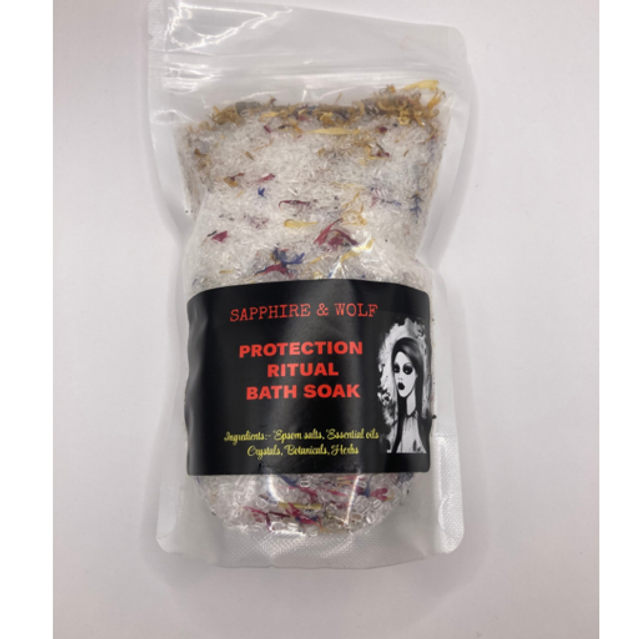 SAPPHIRE & WOLF
PROTECTION
RITUAL
BATH SOAK
Ingredients:- Epsom salts, Essential oils
Crystals, Botanicals, Herbs